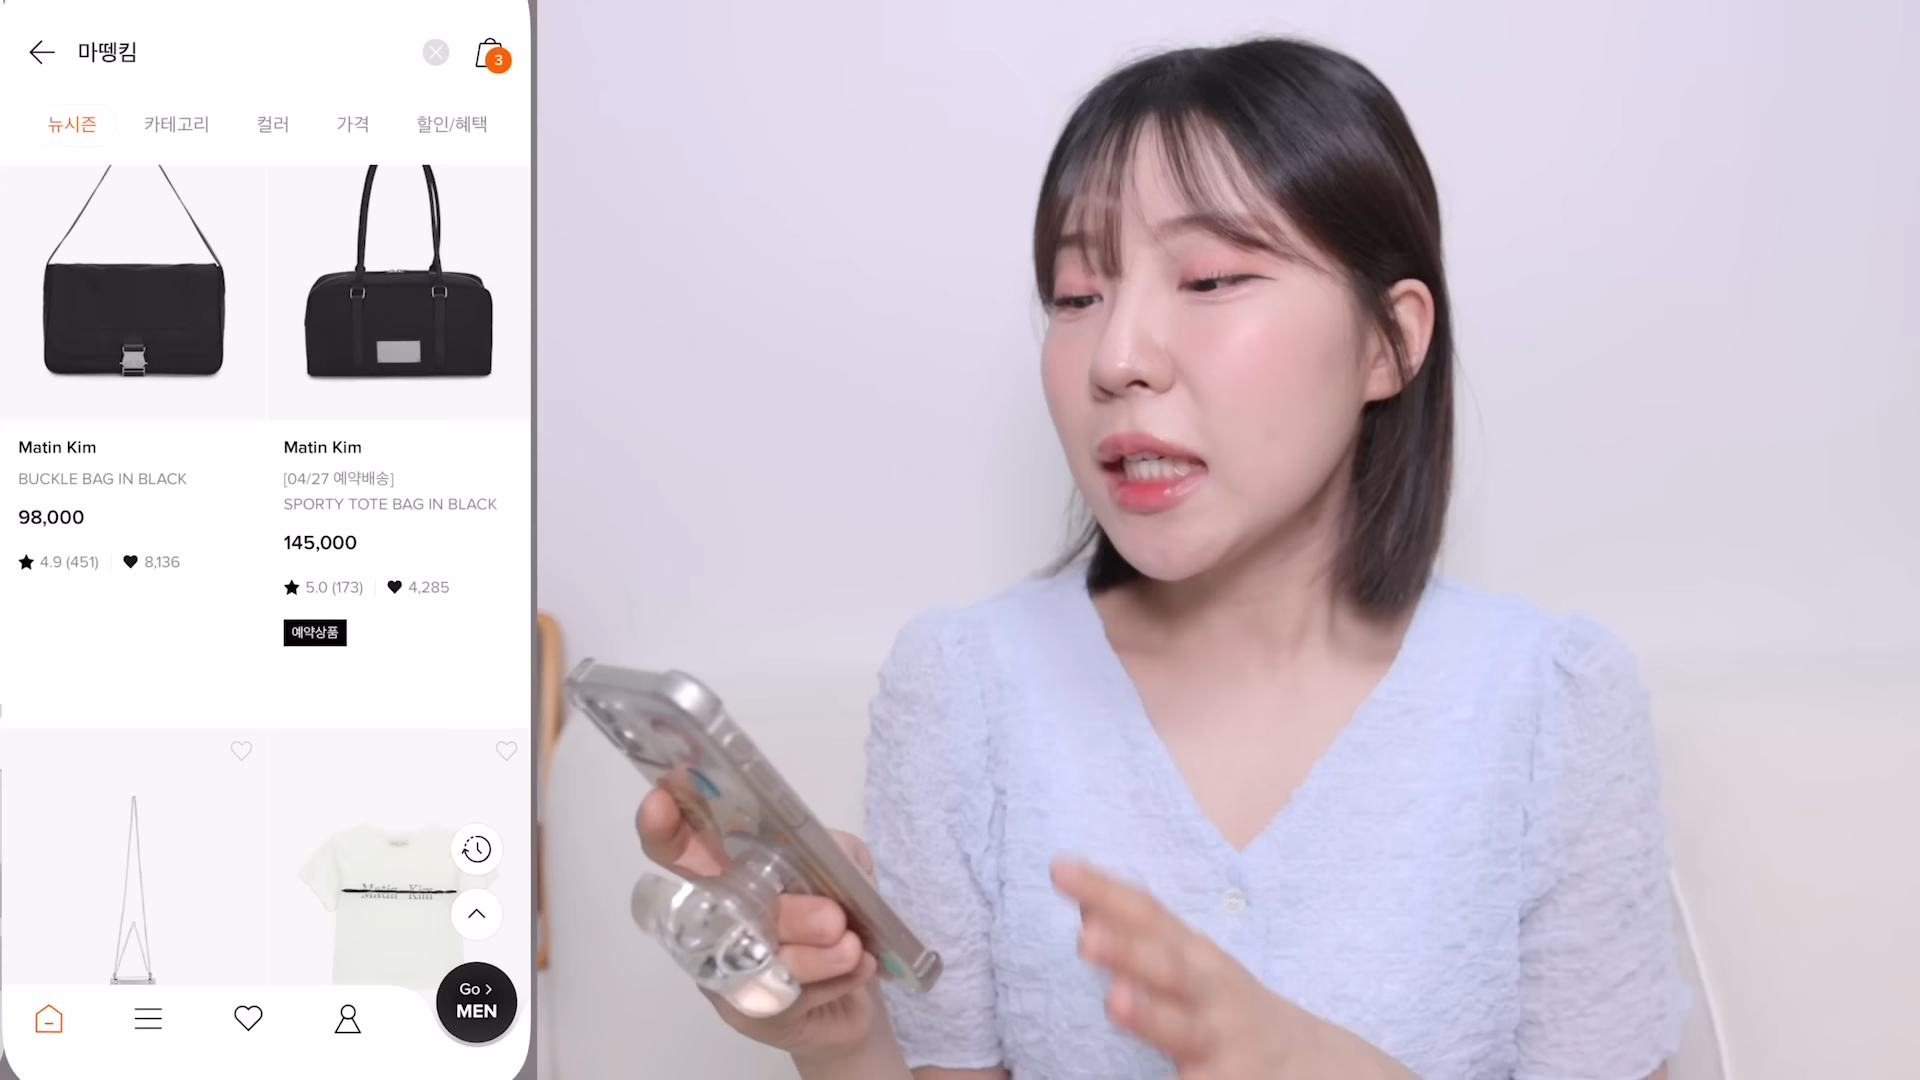 마뗑킴
3
뉴시즌 카테고리 컬러 가격 할인/혜택
Matin Kim
BUCKLE BAG IN BLACK
98,000
4.9 (451) 8,136
Matin Kim
[04/27 예약배송]
SPORTY TOTE BAG IN BLACK
145,000
5.0 (173) 4,285
예약상품
Matin Kim
Go >
MEN